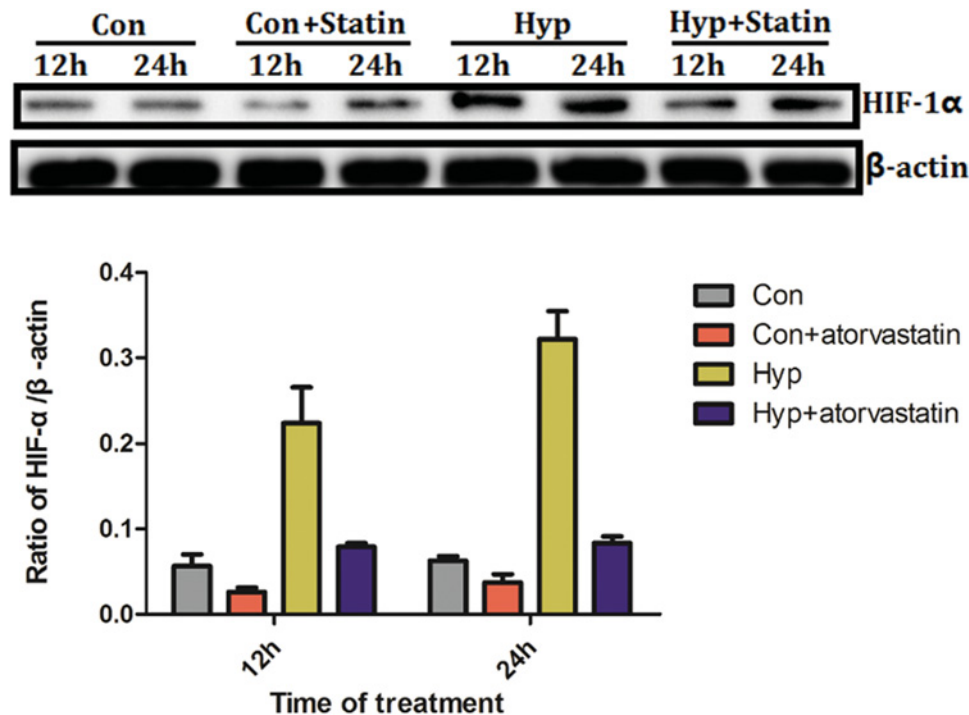 Con Con+Statin Hyp Hyp+Statin
12h 24h 12h 24h 12h 24h 12h 24h
HIF-1α
β-actin
0.4
0.3
0.2
0.1
0.0
Ratio of HIF-α /β -actin
12h
24h
Time of treatment
Con
Con+atorvastatin
Hyp
Hyp+atorvastatin